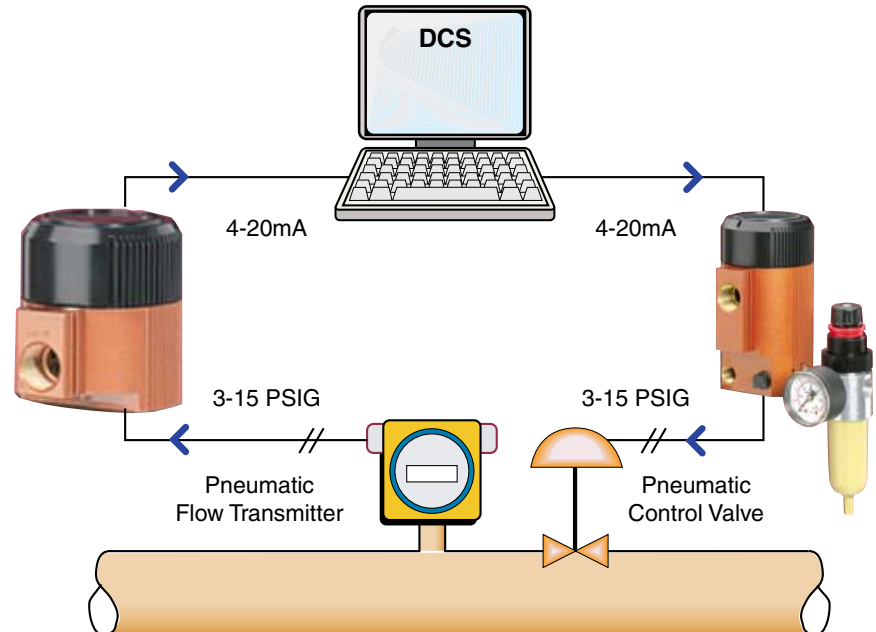 DCS
4-20mA
4-20mA
3-15 PSIG
3-15 PSIG
Pneumatic
Flow Transmitter
Pneumatic
Control Valve